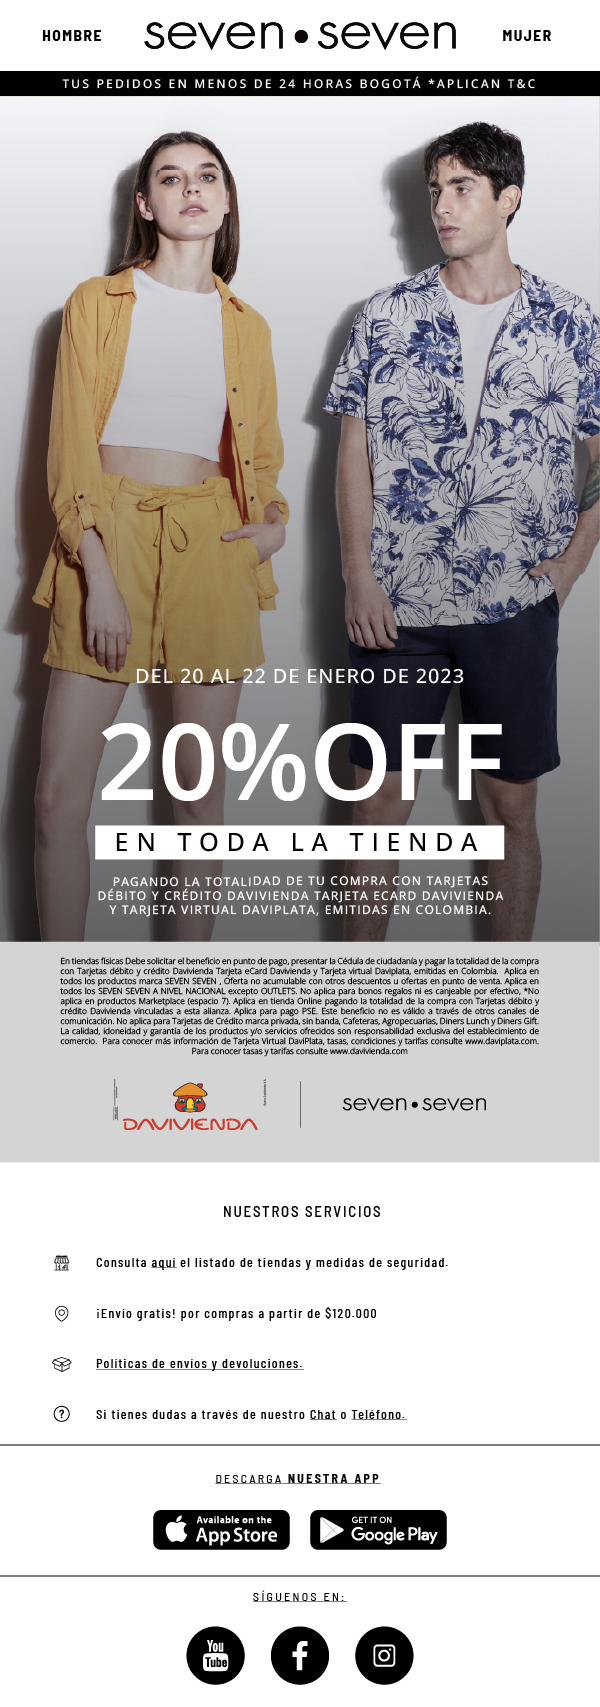 HOMBRE
seven•seven
MUJER
TUS PEDIDOS EN MENOS DE 24 HORAS BOGOTÁ *APLICAN T&C
DEL 20 AL 22 DE ENERO DE 2023
20%OFF
EN TODA LA TIENDA
PAGANDO LA TOTALIDAD DE TU COMPRA CON TARJETAS
DÉBITO Y CRÉDITO DAVIVIENDA TARJETA ECARD DAVIVIENDA
Y TARJETA VIRTUAL DAVIPLATA, EMITIDAS EN COLOMBIA.
En tiendas físicas Debe solicitar el beneficio en punto de pago, presentar la Cédula de ciudadanía y pagar la totalidad de la compra
con Tarjetas débito y crédito Davivienda Tarjeta eCard Davivienda y Tarjeta virtual Daviplata, emitidas en Colombia. Aplica en
todos los productos marca SEVEN SEVEN , Oferta no acumulable con otros descuentos u ofertas en punto de venta. Aplica en
todos los SEVEN SEVEN A NIVEL NACIONAL excepto OUTLETS. No aplica para bonos regalos ni es canjeable por efectivo, *No
aplica en productos Marketplace (espacio 7). Aplica en tienda Online pagando la totalidad de la compra con Tarjetas débito y
crédito Davivienda vinculadas a esta alianza. Aplica para pago PSE. Este beneficio no es válido a través de otros canales de
comunicación. No aplica para Tarjetas de Crédito marca privada, sin banda, Cafeteras, Agropecuarias, Diners Lunch y Diners Gift.
La calidad, idoneidad y garantía de los productos y/o servicios ofrecidos son responsabilidad exclusiva del establecimiento de
comercio. Para conocer más información de Tarjeta Virtual DaviPlata, tasas, condiciones y tarifas consulte www.daviplata.com.
Para conocer tasas y tarifas consulte www.davivienda.com
DAVIVIENDA
seven•seven
NUESTROS SERVICIOS
Consulta aquí el listado de tiendas y medidas de seguridad.
¡Envío gratis! por compras a partir de $120.000
Políticas de envíos y devoluciones.
Si tienes dudas a través de nuestro Chat o Teléfono.
DESCARGA NUESTRA APP
Available on the
App Store
GET IT ON
Google Play
SÍGUENOS EN:
You
Tube